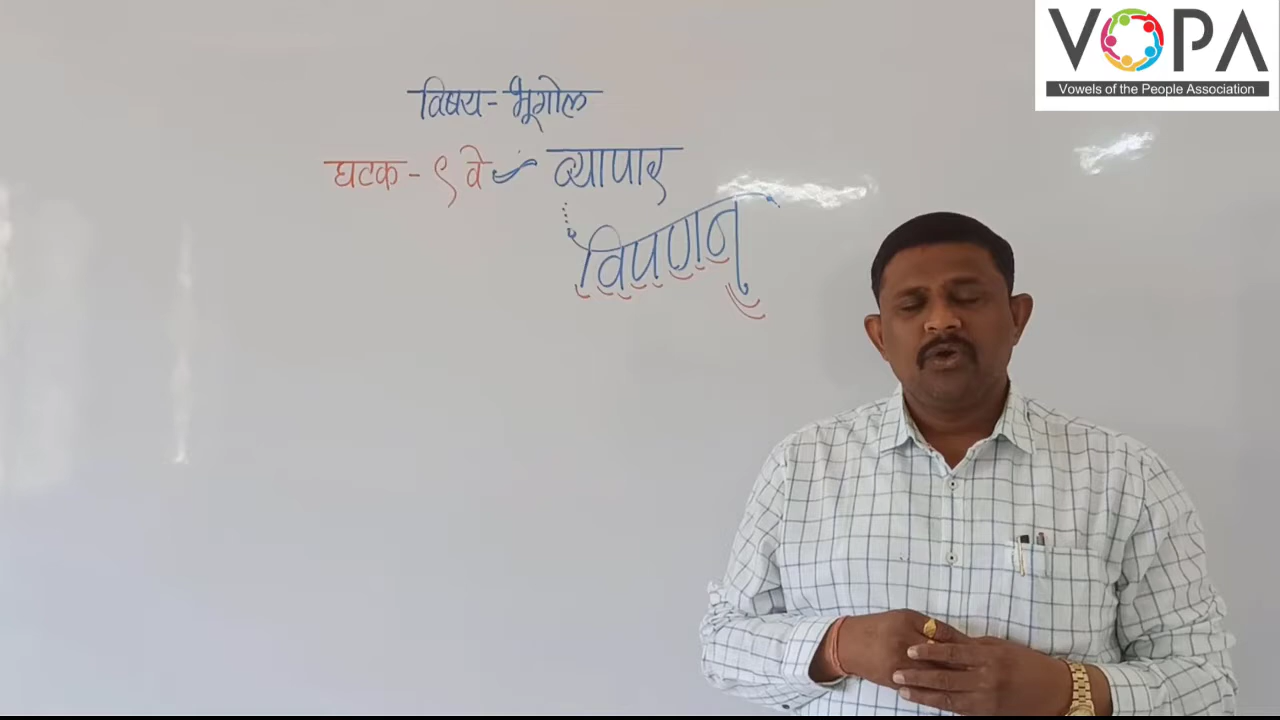 VOPA
Vowels of the People Association
विषय - भूगोल
घटक - ९ वे व्यापार
विपणन